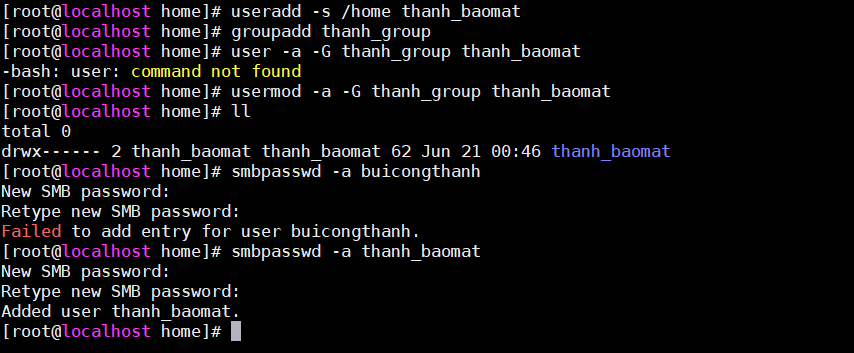 [root@localhost home]# useradd -s /home thanh_baomat
[root@localhost home]# groupadd thanh_group
[root@localhost home]# user -a -G thanh_group thanh_baomat
-bash: user: command not found
[root@localhost home]# usermod -a -G thanh_group thanh_baomat
[root@localhost home]# ll
total 0
drwx------ 2 thanh_baomat thanh_baomat 62 Jun 21 00:46 thanh_baomat
[root@localhost home]# smbpasswd -a buicongthanh
New SMB password:
Retype new SMB password:
Failed to add entry for user buicongthanh.
[root@localhost home]# smbpasswd -a thanh_baomat
New SMB password:
Retype new SMB password:
Added user thanh_baomat.
[root@localhost home]#